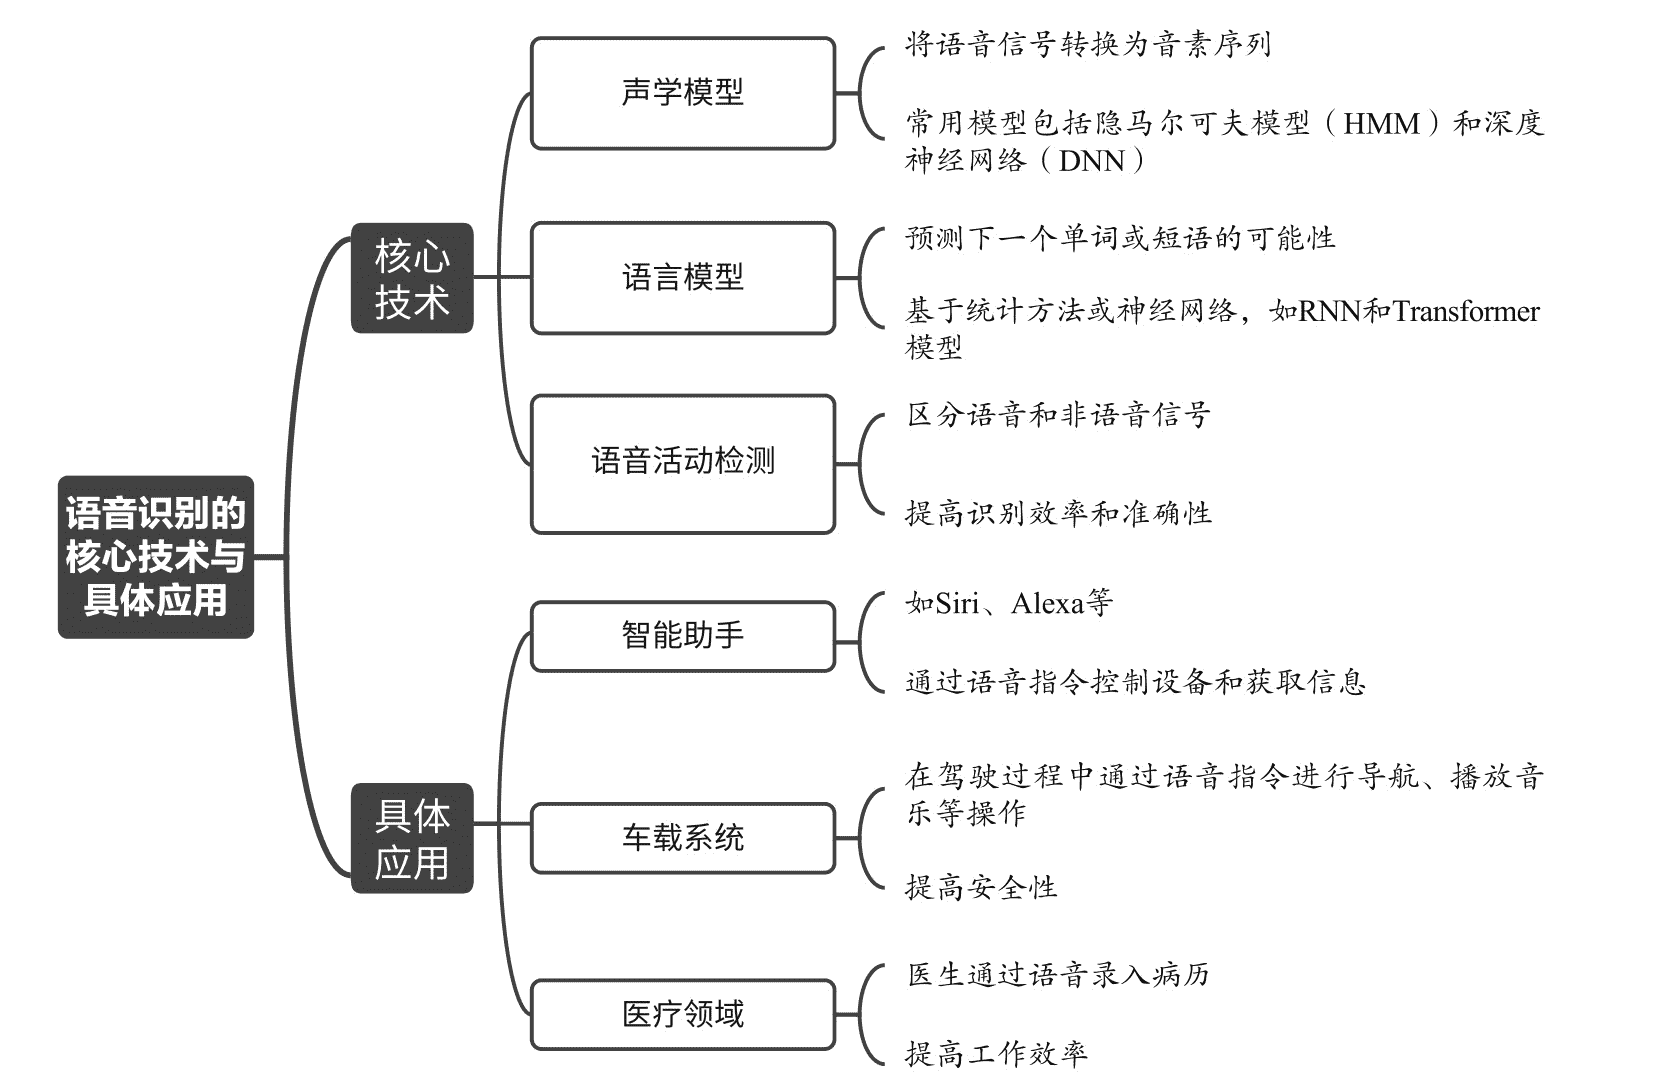 语音识别的
核心技术与
具体应用
核心
技术
声学模型
将语音信号转换为音素序列
常用模型包括隐马尔可夫模型（HMM）和深度
神经网络（DNN）
语言模型
预测下一个单词或短语的可能性
基于统计方法或神经网络，如RNN和Transformer
模型
语音活动检测
区分语音和非语音信号
提高识别效率和准确性
具体
应用
智能助手
如Siri、Alexa等
通过语音指令控制设备和获取信息
车载系统
在驾驶过程中通过语音指令进行导航、播放音
乐等操作
提高安全性
医疗领域
医生通过语音录入病历
提高工作效率